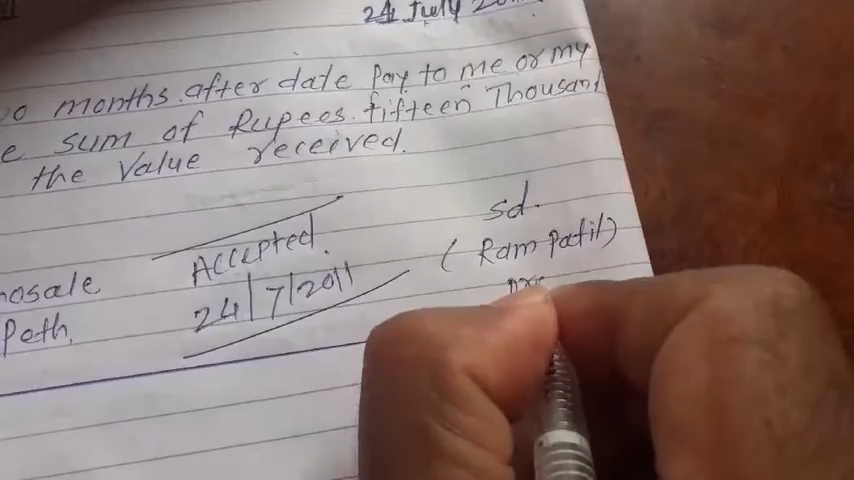 24 July
months after date Pay to me or my
sum of Rupees fifteen Thousand
the Value received.
sd.
Accepted.
(Ram Patil)
24/7/2011
Peth,